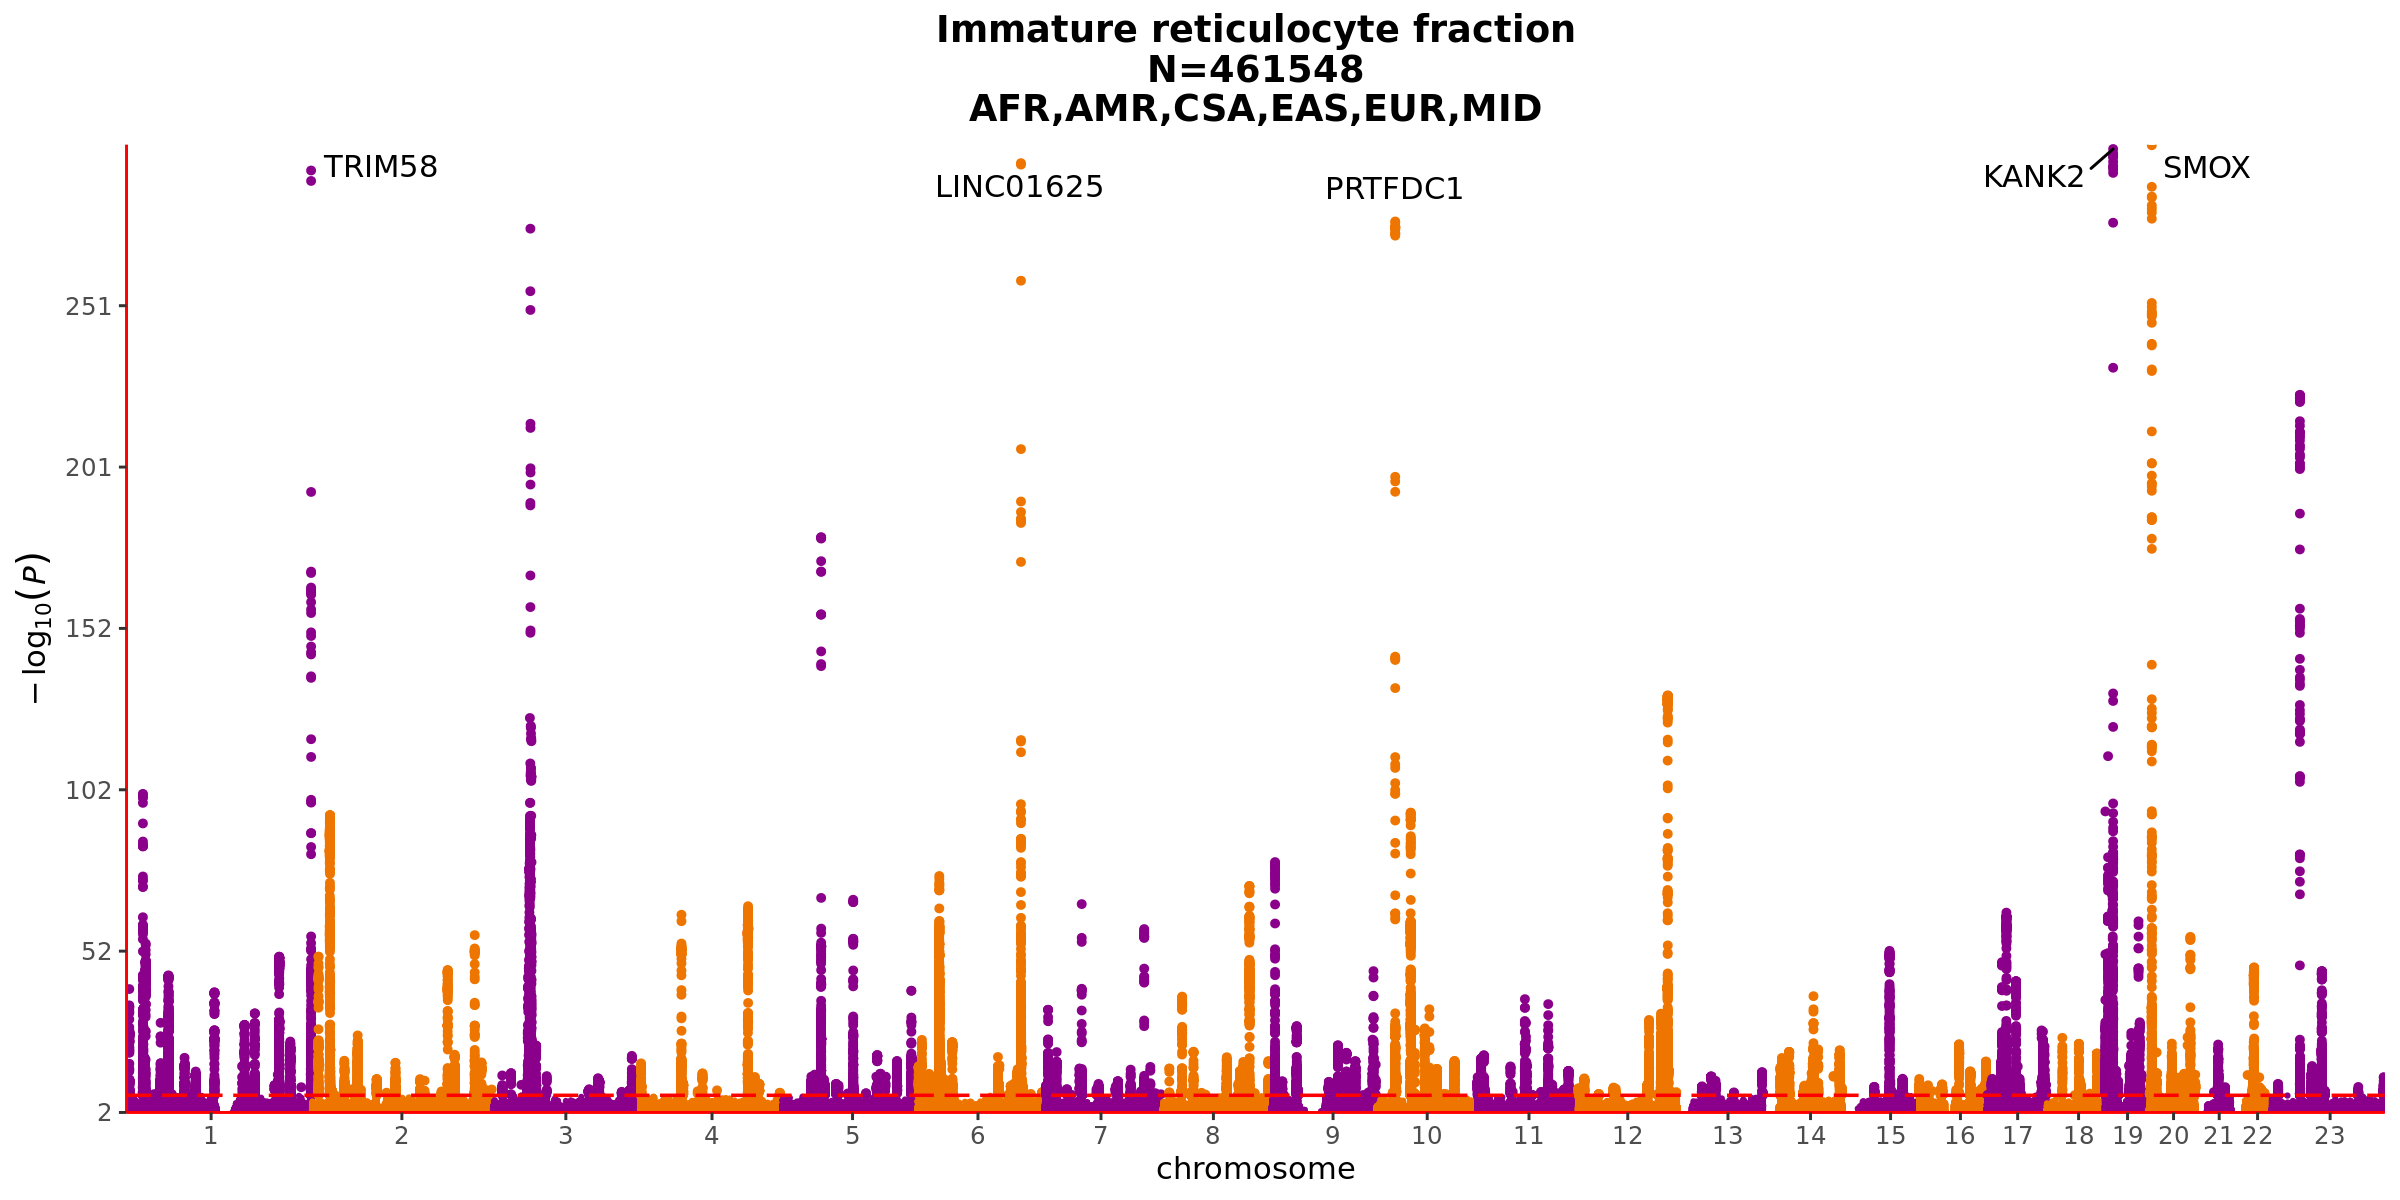 Immature reticulocyte fraction
N=461548
AFR,AMR,CSA,EAS,EUR,MID
TRIM58
LINC01625
PRTFDC1
KANK2
SMOX
251
201
152
102
52
2
−log10(P)
1 2 3 4 5 6 7 8 9 10 11 12 13 14 15 16 17 18 19 20 21 22 23
chromosome